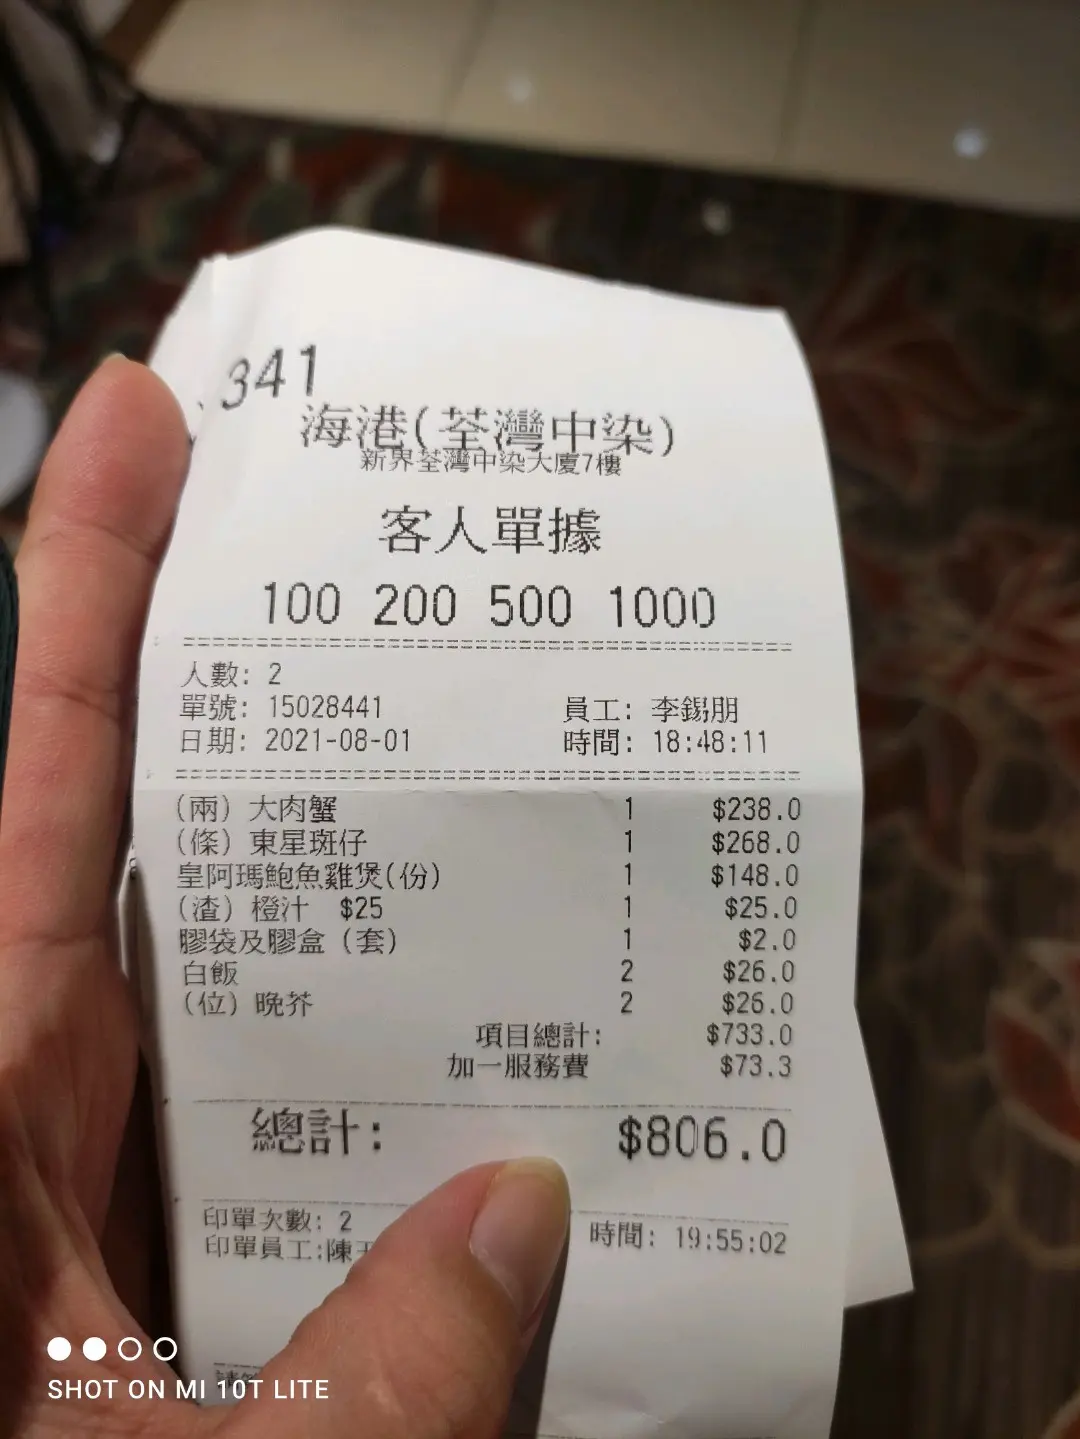 341
海港(荃灣中染)
新界荃灣中染大廈7樓
客人單據
100 200 500 1000
人數: 2
單號: 15028441 員工: 李錫朋
日期: 2021-08-01 時間: 18:48:11
(兩) 大肉蟹 1 $238.0
(條) 東星斑仔 1 $268.0
皇阿瑪鮑魚雞煲(份) 1 $148.0
(渣) 橙汁 $25 1 $25.0
膠袋及膠盒 (套) 1 $2.0
白飯 2 $26.0
(位) 晚芥 2 $26.0
項目總計: $733.0
加一服務費 $73.3
總計: $806.0
印單次數: 2 時間: 19:55:02
印單員工:陳
SHOT ON MI 10T LITE